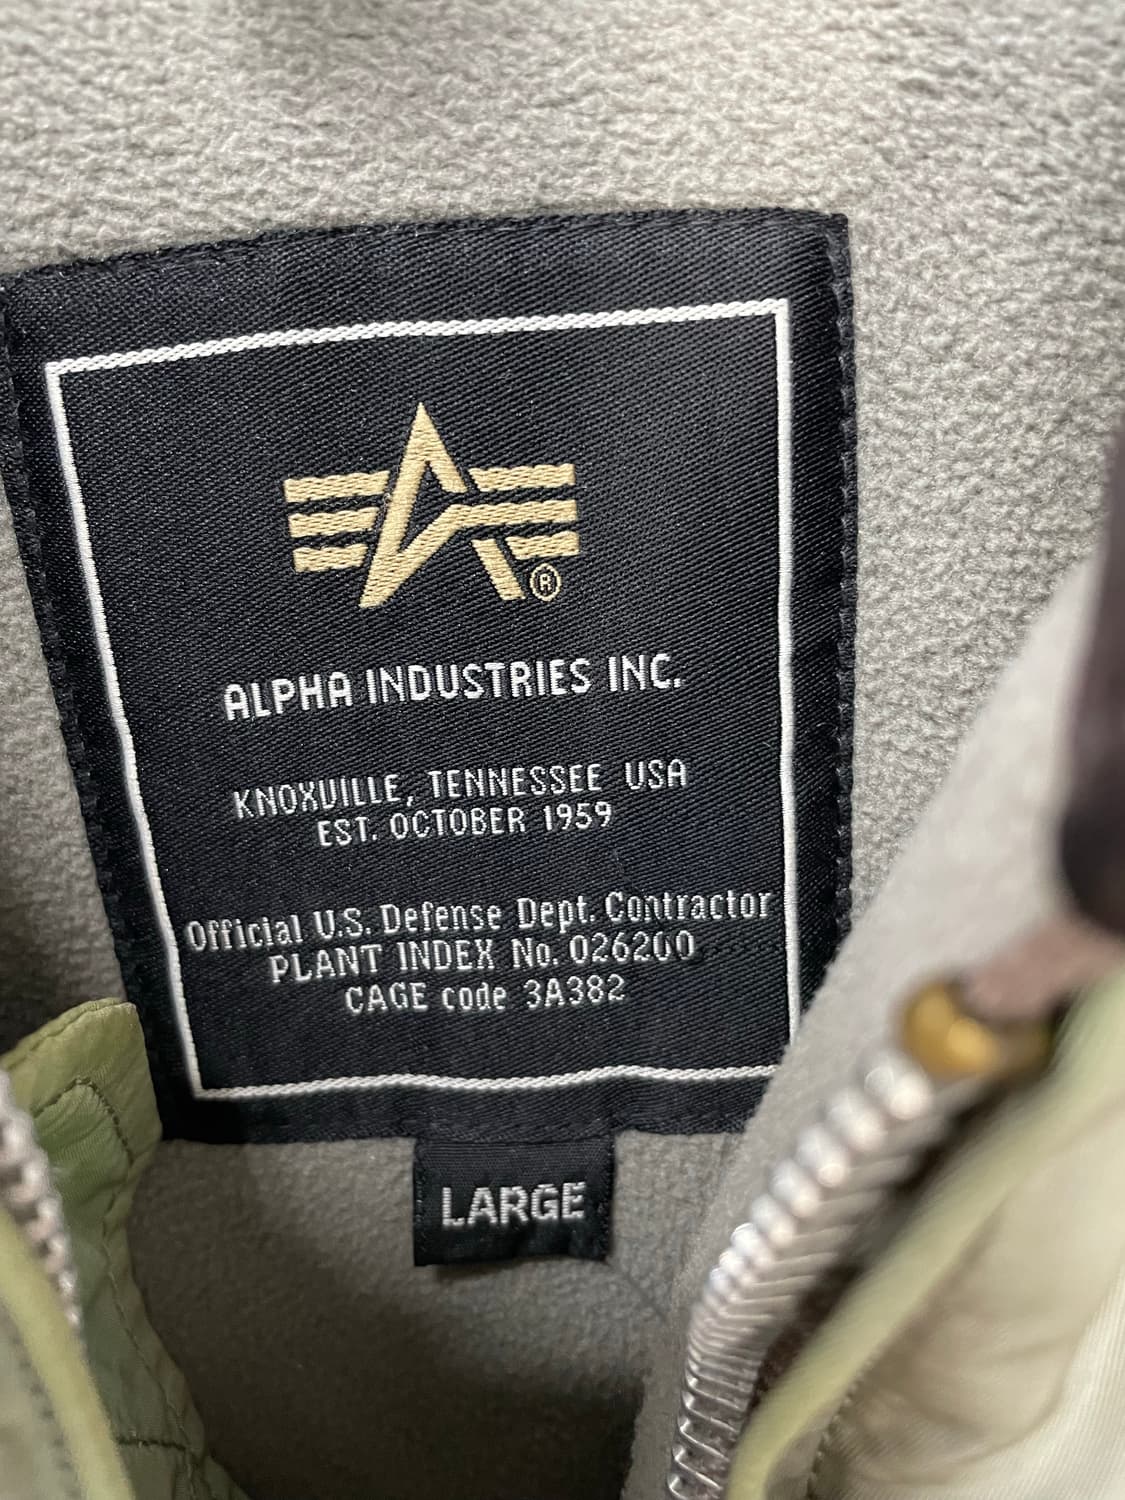 ®
ALPHA INDUSTRIES INC.
KNOXVILLE, TENNESSEE USA
EST. OCTOBER 1959
Official U.S. Defense Dept. Contractor
PLANT INDEX No. 026200
CAGE code 3A382
LARGE